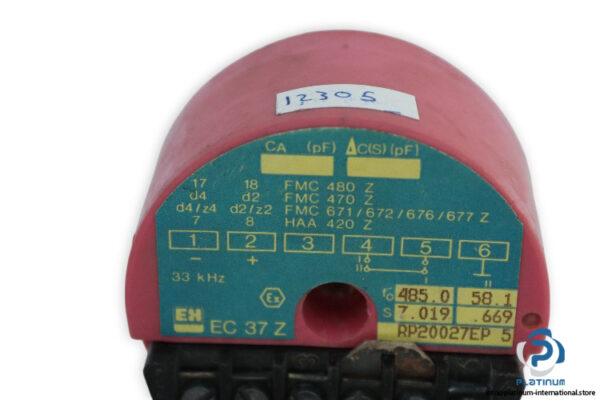 12305
CA (pF) ΔC(S) (pF)
17 18 FMC 480 Z
d4 d2 FMC 470 Z
d4/z4 d2/z2 FMC 671/672/676/677 Z
7 8 HAA 420 Z
1 2 3 4 5 6
- +
33 kHz
Ex
fo 485.0 58.1
S 7.019 .669
EH EC 37 Z
RP20027EP 5
PLATINUM